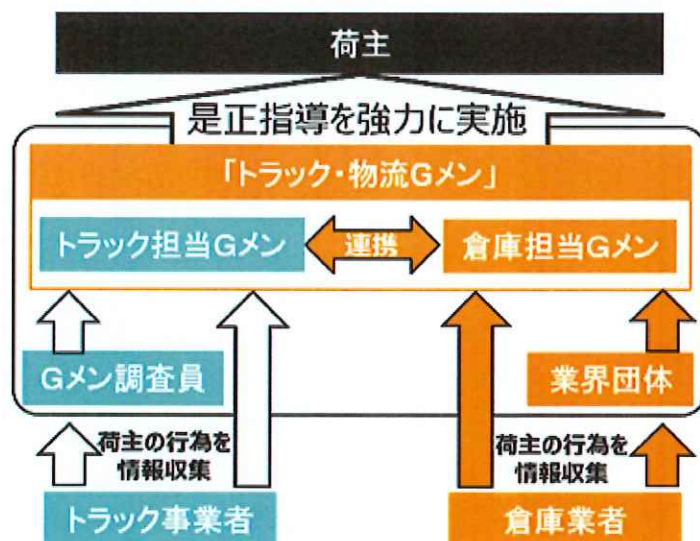 荷主
是正指導を強力に実施
「トラック・物流Gメン」
トラック担当Gメン
連携
倉庫担当Gメン
Gメン調査員
業界団体
荷主の行為を
情報収集
荷主の行為を
情報収集
トラック事業者
倉庫業者